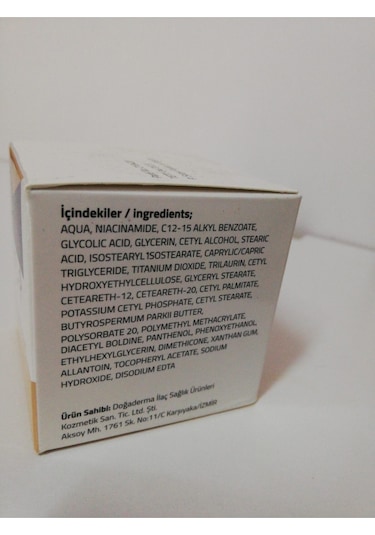 İçindekiler / ingredients;
AQUA, NIACINAMIDE, C12-15 ALKYL BENZOATE,
GLYCOLIC ACID, GLYCERIN, CETYL ALCOHOL, STEARIC
ACID, ISOSTEARYL1SOSTEARATE, CAPRYLIC/CAPRIC
TRIGLYCERIDE, TITANIUM DIOXIDE, TRILAURIN, CETYL
HYDROXYETHYLCELLULOSE, GLYCERYL STEARATE,
CETEARETH-12, CETEARETH-20, CETYL PALMITATE,
POTASSIUM CETYL PHOSPHATE, CETYL STEARATE,
BUTYROSPERMUM PARKII BUTTER,
POLYSORBATE 20, POLYMETHYL METHACRYLATE,
DIACETYL BOLDINE, PANTHENOL, PHENOXYETHANOL,
ETHYLHEXYLGLYCERIN, DIMETHICONE, XANTHAN GUM,
ALLANTOIN, TOCOPHERYL ACETATE, SODIUM
HYDROXIDE, DISODIUM EDTA
Ürün Sahibi: Doğaderma İlaç Sağlık Ürünleri
Kozmetik San. Tic. Ltd. Şti.
Aksoy Mh. 1761 Sk. No:11/C Karşıyaka/İZMİR